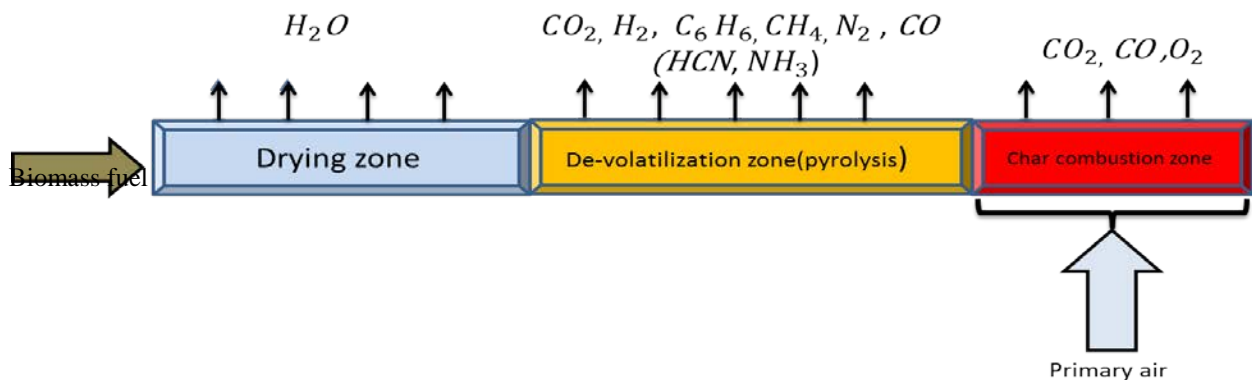 H₂O
CO₂, H₂, C₆H₆, CH₄, N₂ , CO
(HCN, NH₃)
CO₂, CO ,O₂
Biomass fuel
Drying zone
De-volatilization zone(pyrolysis)
Char combustion zone
Primary air